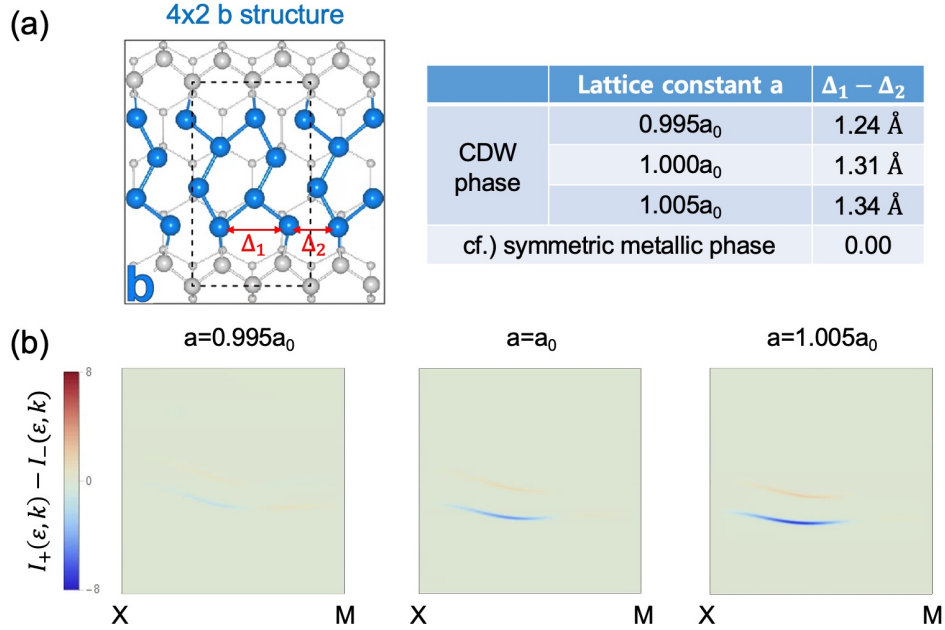 (a)
4x2 b structure
Δ₁
Δ₂
b
Lattice constant a
Δ₁ − Δ₂
CDW phase
0.995a₀
1.24 Å
1.000a₀
1.31 Å
1.005a₀
1.34 Å
cf.) symmetric metallic phase
0.00
(b)
a=0.995a₀
a=a₀
a=1.005a₀
I₊(ε, k) − I₋(ε, k)
8
0
−8
X
M
X
M
X
M